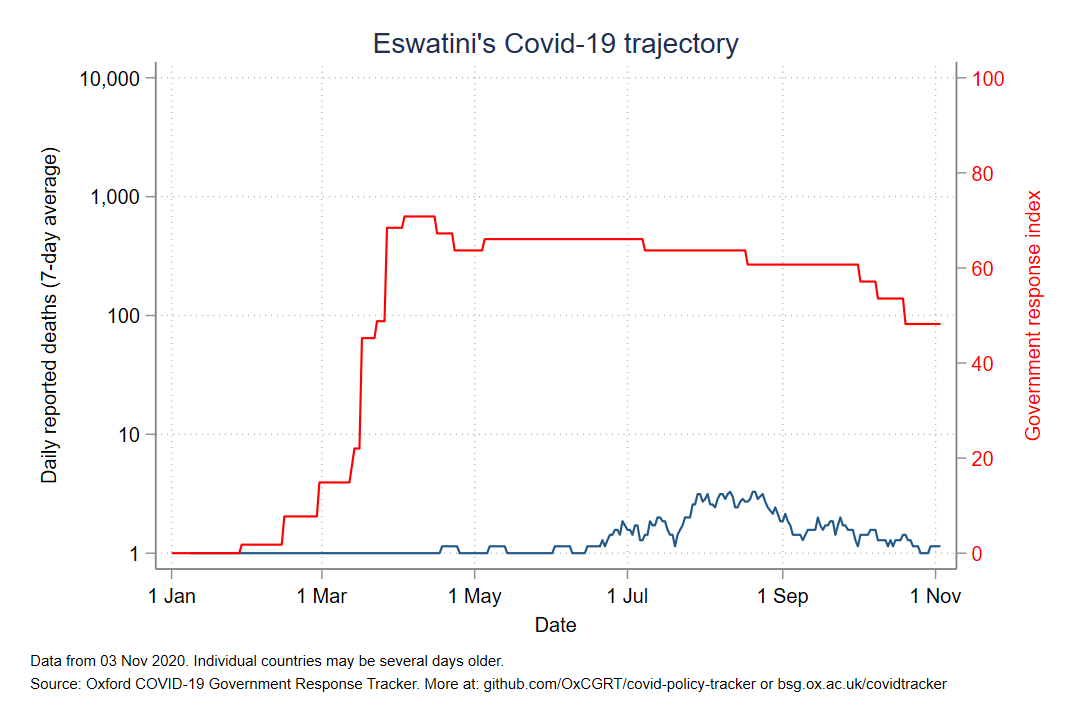 Eswatini's Covid-19 trajectory
10,000
1,000
100
10
1
Daily reported deaths (7-day average)
100
80
60
40
20
0
Government response index
1 Jan
1 Mar
1 May
1 Jul
1 Sep
1 Nov
Date
Data from 03 Nov 2020. Individual countries may be several days older.
Source: Oxford COVID-19 Government Response Tracker. More at: github.com/OxCGRT/covid-policy-tracker or bsg.ox.ac.uk/covidtracker